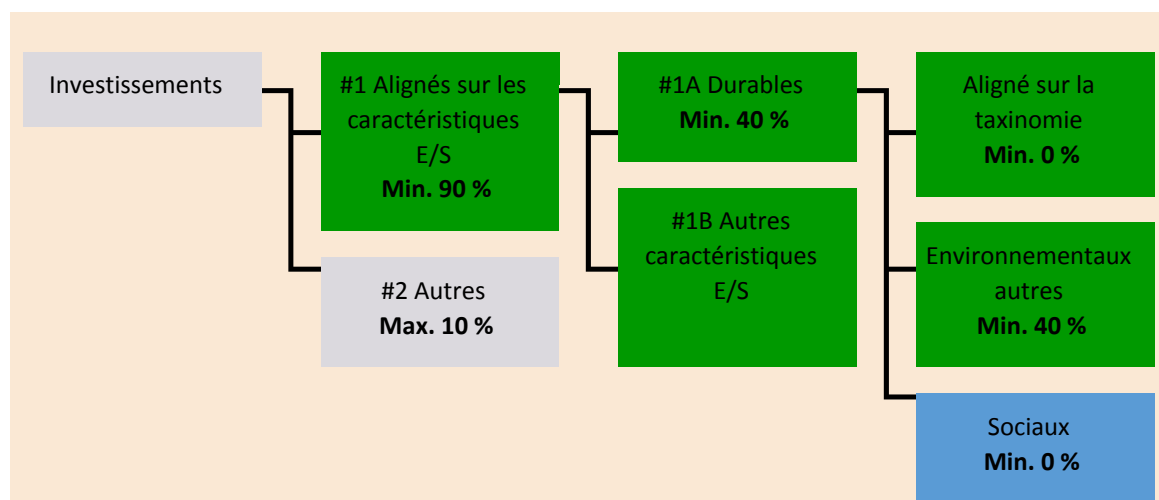 Investissements
#1 Alignés sur les
caractéristiques
E/S
Min. 90 %
#2 Autres
Max. 10 %
#1A Durables
Min. 40 %
#1B Autres
caractéristiques
E/S
Aligné sur la
taxinomie
Min. 0 %
Environnementaux
autres
Min. 40 %
Sociaux
Min. 0 %